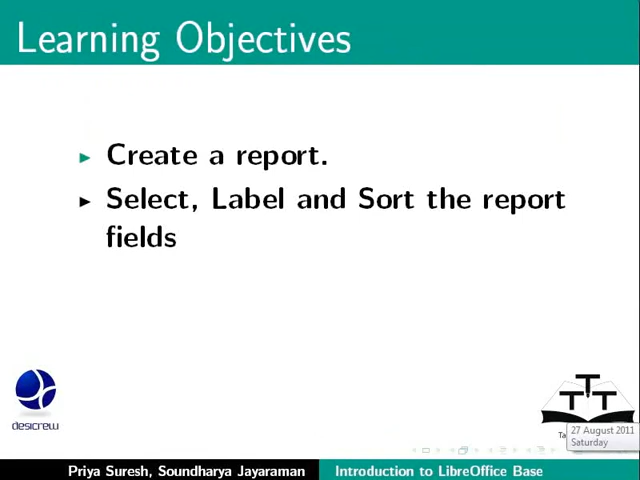 Learning Objectives
Create a report.
Select, Label and Sort the report
fields
desicrew
T T T
27 August 2011
Saturday
Priya Suresh, Soundharya Jayaraman
Introduction to LibreOffice Base